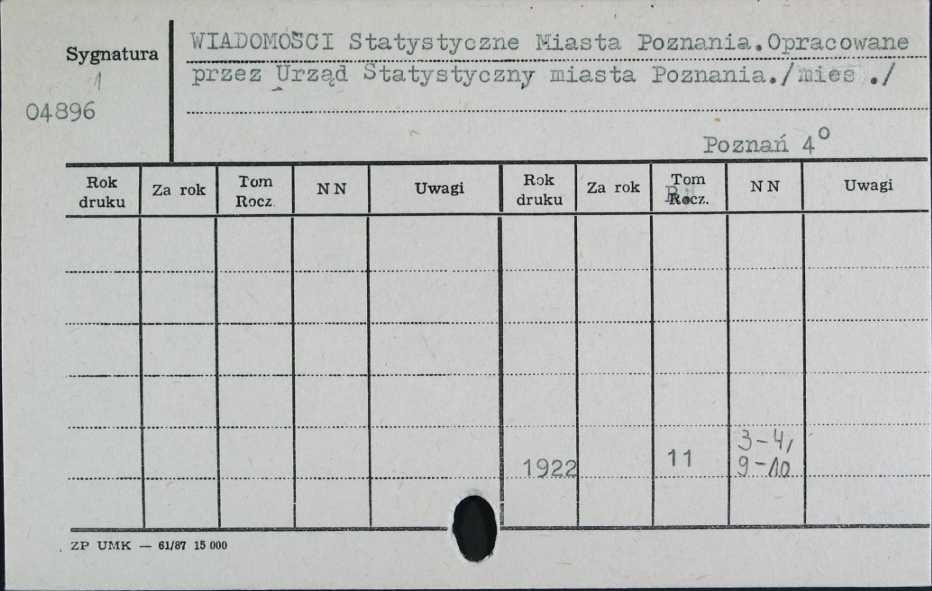 Sygnatura
1
04896
WIADOMOŚCI Statystyczne Miasta Poznania.Opracowane
przez Urząd Statystyczny miasta Poznania./mies ./
Poznań 4°
Rok druku Za rok Tom Rocz. N N Uwagi Rok druku Za rok Tom Rocz. N N Uwagi
1922 11 3-4, 9-10
ZP UMK — 61/87 15 000